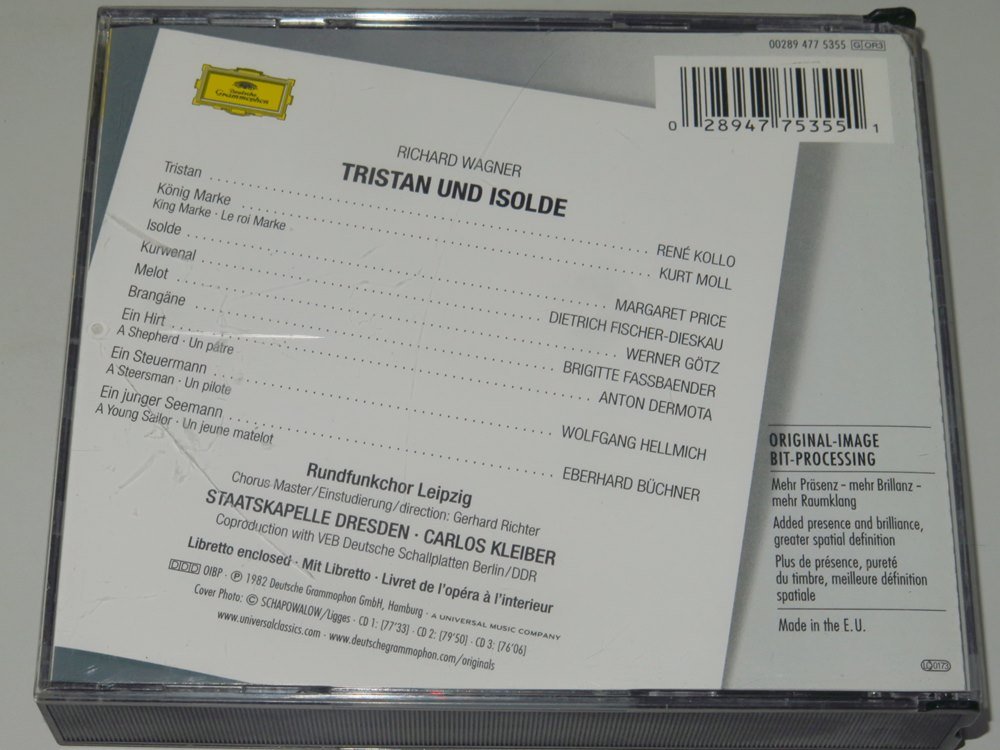 00289 477 5355 G OR3
Deutsche
Grammophon
0 28947 75355 1
RICHARD WAGNER
TRISTAN UND ISOLDE
Tristan RENÉ KOLLO
König Marke KURT MOLL
King Marke · Le roi Marke
Isolde MARGARET PRICE
Kurwenal DIETRICH FISCHER-DIESKAU
Melot WERNER GÖTZ
Brangäne BRIGITTE FASSBAENDER
Ein Hirt ANTON DERMOTA
A Shepherd · Un pâtre
Ein Steuermann WOLFGANG HELLMICH
A Steersman · Un pilote
Ein junger Seemann EBERHARD BÜCHNER
A Young Sailor · Un jeune matelot
Rundfunkchor Leipzig
Chorus Master/Einstudierung/direction: Gerhard Richter
STAATSKAPELLE DRESDEN · CARLOS KLEIBER
Coproduction with VEB Deutsche Schallplatten Berlin/DDR
Libretto enclosed · Mit Libretto · Livret de l'opéra à l'interieur
DDD OIBP · Ⓟ 1982 Deutsche Grammophon GmbH, Hamburg · A UNIVERSAL MUSIC COMPANY
Cover Photo: © SCHAPOWALOW/Ligges · CD 1: [77'33] · CD 2: [79'50] · CD 3: [76'06]
www.universalclassics.com · www.deutschegrammophon.com/originals
ORIGINAL-IMAGE
BIT-PROCESSING
Mehr Präsenz – mehr Brillanz –
mehr Raumklang
Added presence and brilliance,
greater spatial definition
Plus de présence, pureté
du timbre, meilleure définition
spatiale
Made in the E.U.
LC 0173